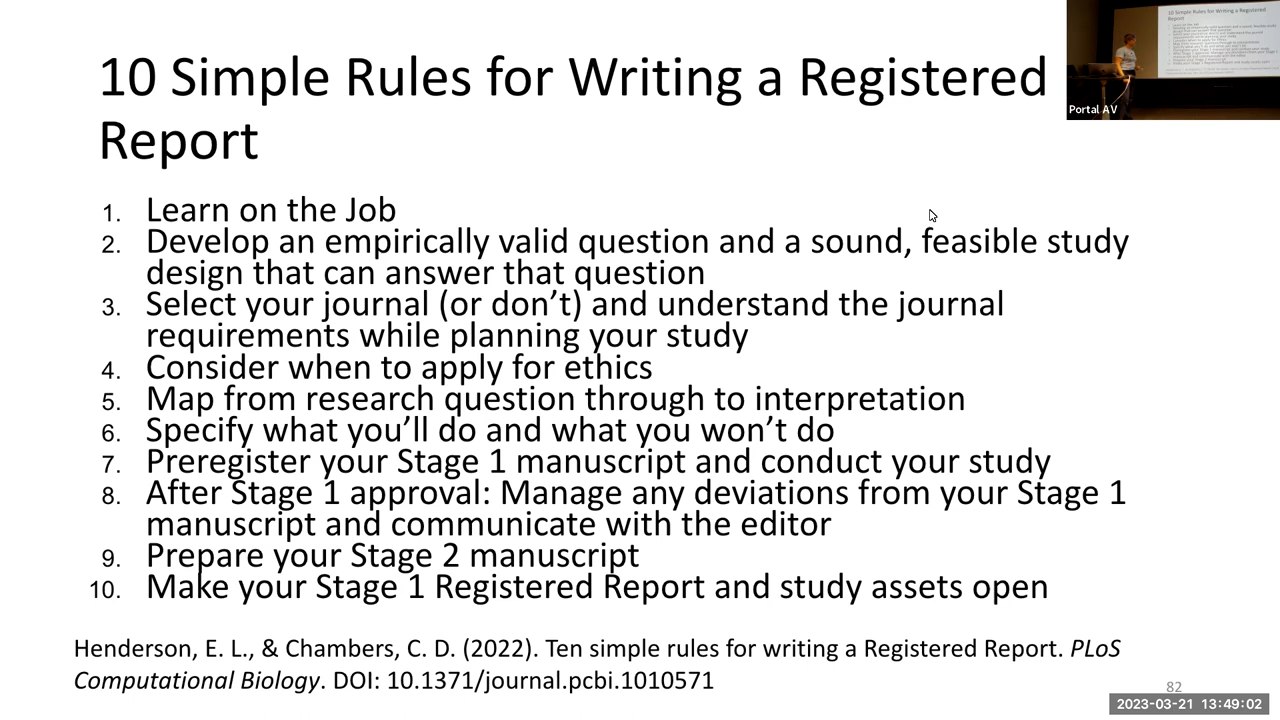 10 Simple Rules for Writing a Registered
Report
Portal AV
1. Learn on the Job
2. Develop an empirically valid question and a sound, feasible study
design that can answer that question
3. Select your journal (or don’t) and understand the journal
requirements while planning your study
4. Consider when to apply for ethics
5. Map from research question through to interpretation
6. Specify what you’ll do and what you won’t do
7. Preregister your Stage 1 manuscript and conduct your study
8. After Stage 1 approval: Manage any deviations from your Stage 1
manuscript and communicate with the editor
9. Prepare your Stage 2 manuscript
10. Make your Stage 1 Registered Report and study assets open
Henderson, E. L., & Chambers, C. D. (2022). Ten simple rules for writing a Registered Report. PLoS
Computational Biology. DOI: 10.1371/journal.pcbi.1010571
82
2023-03-21 13:49:02